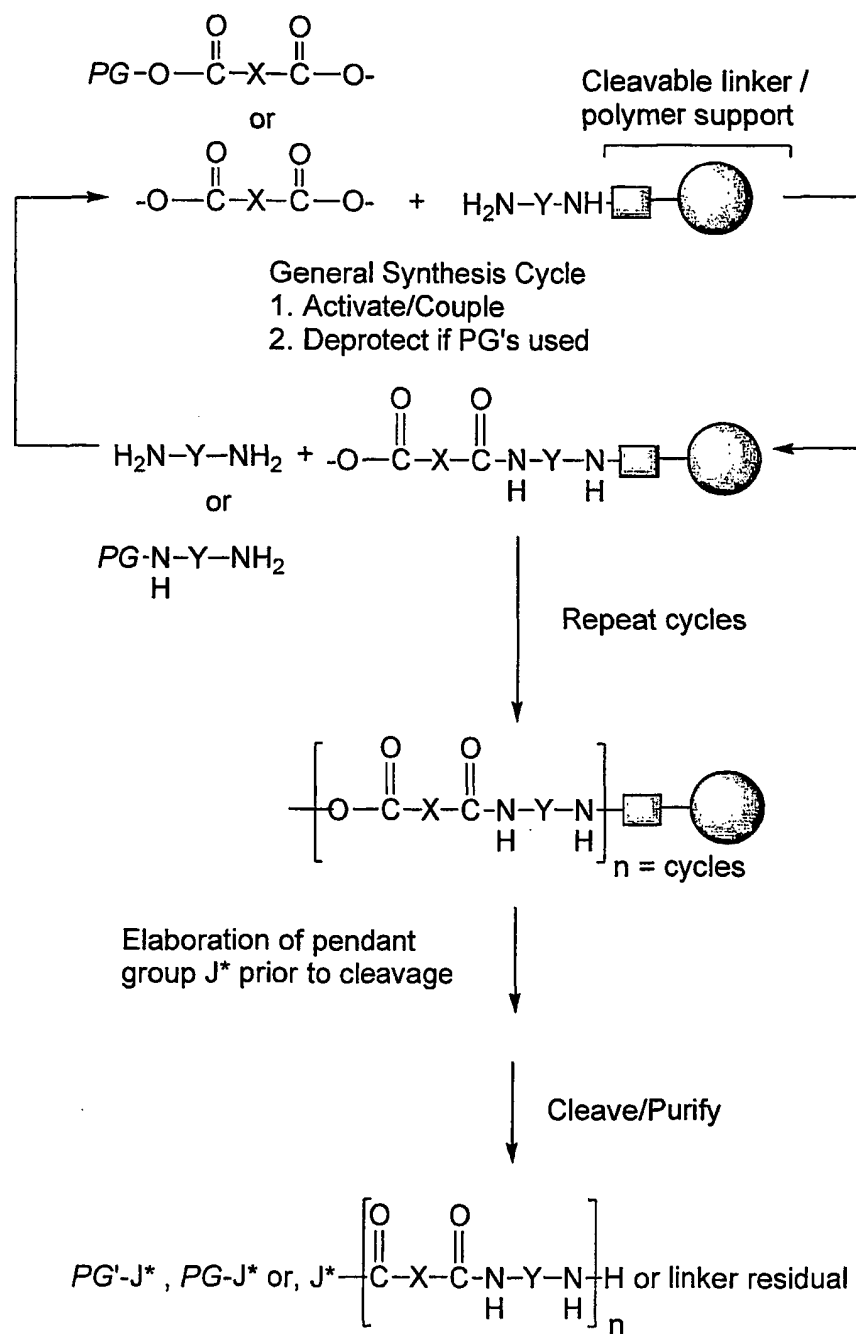 O O
PG-O-C-X-C-O-
or
Cleavable linker /
polymer support
O O
-O-C-X-C-O- + H₂N-Y-NH
General Synthesis Cycle
1. Activate/Couple
2. Deprotect if PG's used
O O
H₂N-Y-NH₂ + -O-C-X-C-N-Y-N
H H
or
PG-N-Y-NH₂
H
Repeat cycles
O O
O-C-X-C-N-Y-N
H H
n = cycles
Elaboration of pendant
group J* prior to cleavage
Cleave/Purify
O O
PG'-J* , PG-J* or, J*-[C-X-C-N-Y-N]-H or linker residual
H H
n